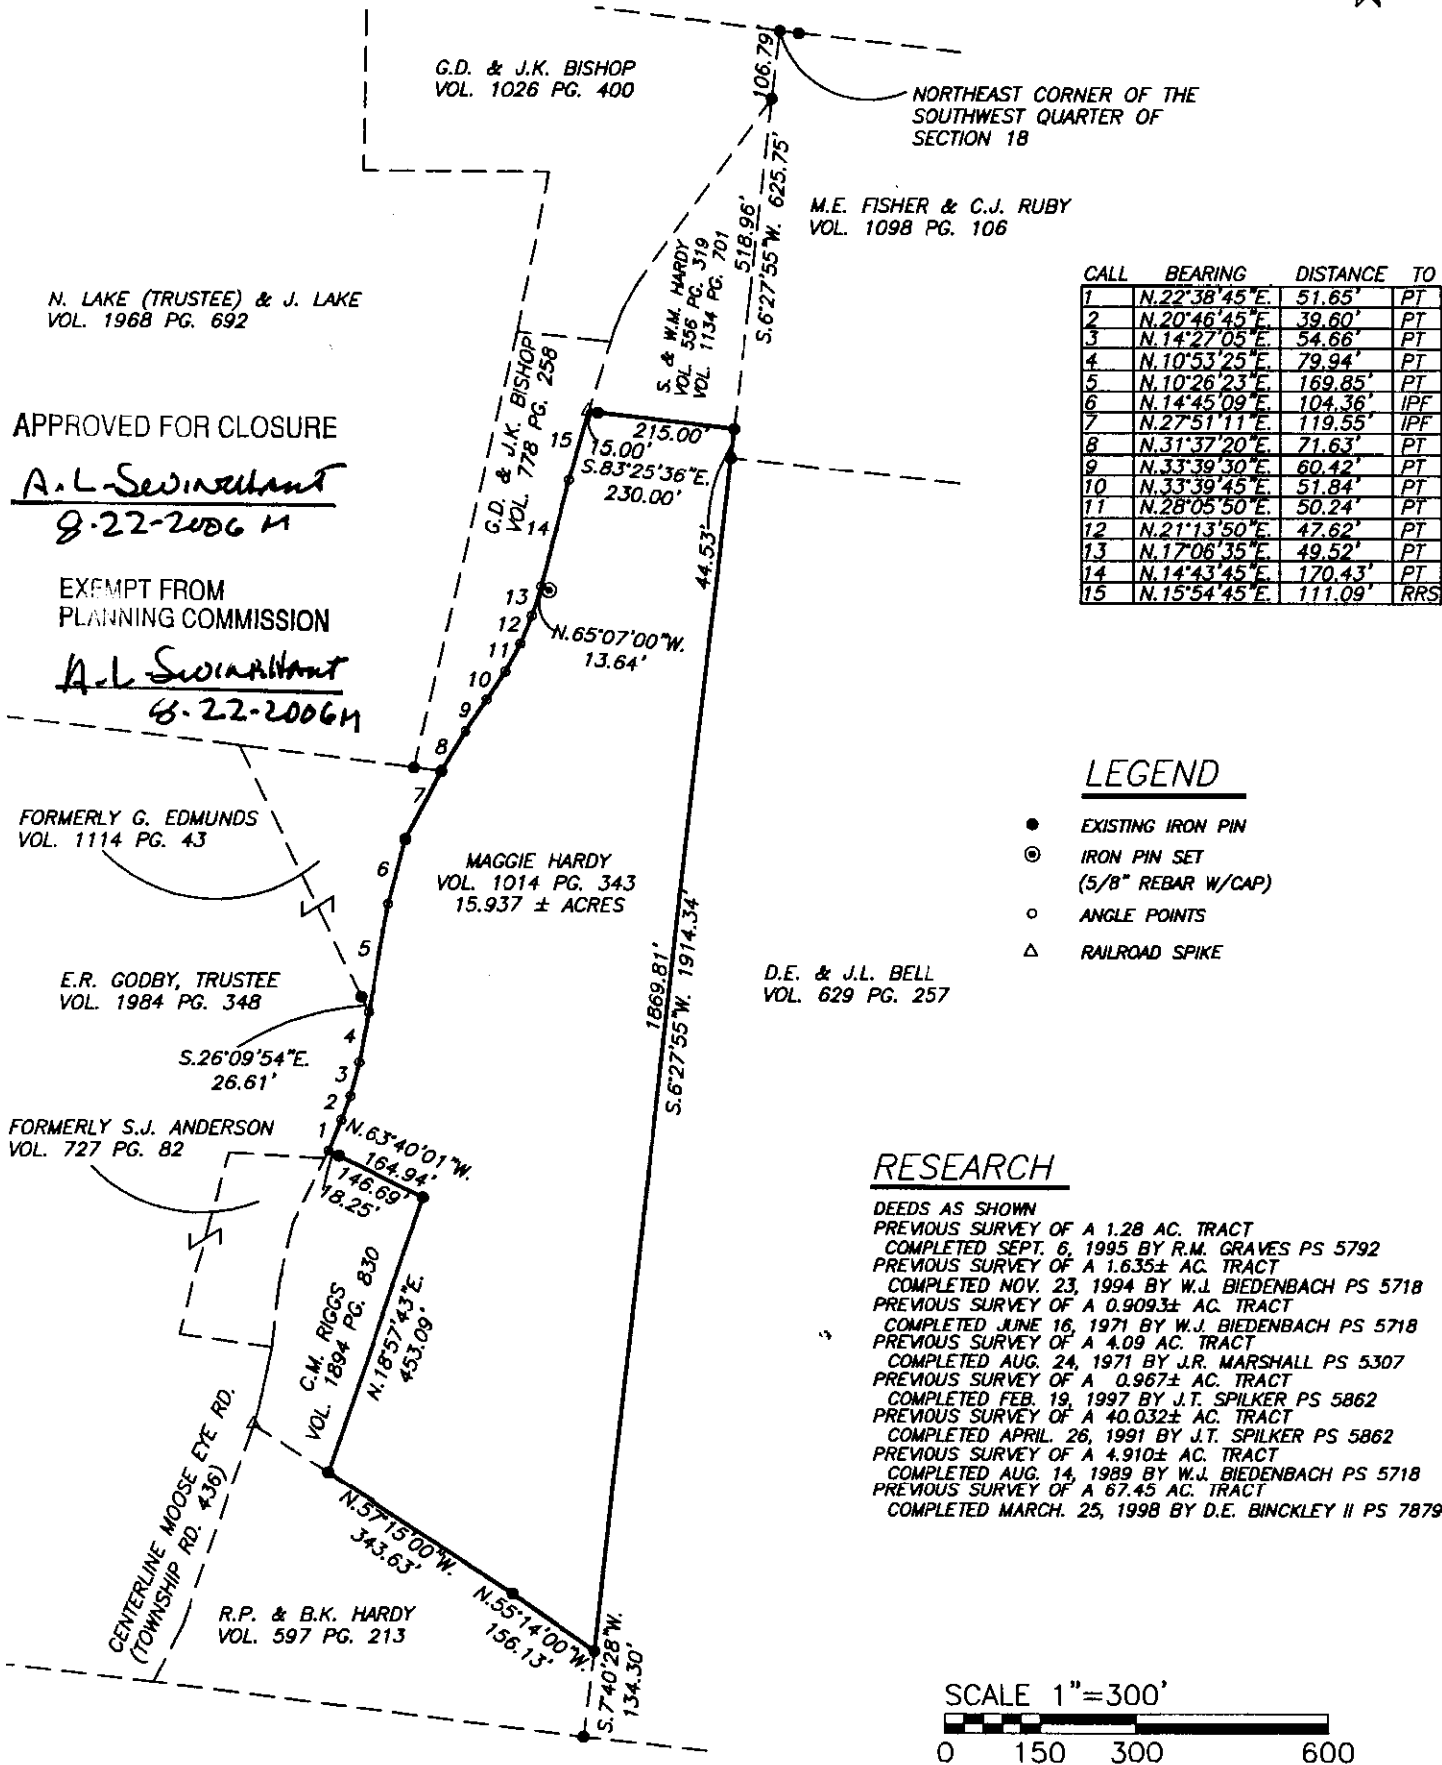 G.D. & J.K. BISHOP
VOL. 1026 PG. 400
106.79'
NORTHEAST CORNER OF THE
SOUTHWEST QUARTER OF
SECTION 18
M.E. FISHER & C.J. RUBY
VOL. 1098 PG. 106
518.96'
S.6°27'55"W. 625.75'
S. & W.M. HARDY
VOL. 556 PG. 319
VOL. 1134 PG. 701
N. LAKE (TRUSTEE) & J. LAKE
VOL. 1968 PG. 692
G.D. & J.K. BISHOP
VOL. 778 PG. 258
CALL BEARING DISTANCE TO
1 N.22°38'45"E. 51.65' PT
2 N.20°46'45"E. 39.60' PT
3 N.14°27'05"E. 54.66' PT
4 N.10°53'25"E. 79.94' PT
5 N.10°26'23"E. 169.85' PT
6 N.14°45'09"E. 104.36' IPF
7 N.27°51'11"E. 119.55' IPF
8 N.31°37'20"E. 71.63' PT
9 N.33°39'30"E. 60.42' PT
10 N.33°39'45"E. 51.84' PT
11 N.28°05'50"E. 50.24' PT
12 N.21°13'50"E. 47.62' PT
13 N.17°06'35"E. 49.52' PT
14 N.14°43'45"E. 170.43' PT
15 N.15°54'45"E. 111.09' RRS
APPROVED FOR CLOSURE
8-22-2006 M
EXEMPT FROM
PLANNING COMMISSION
8-22-2006 M
215.00'
15.00'
S.83°25'36"E.
230.00'
44.53'
15
14
13
12
11
10
9
8
7
6
5
4
3
2
1
N.65°07'00"W.
13.64'
FORMERLY G. EDMUNDS
VOL. 1114 PG. 43
MAGGIE HARDY
VOL. 1014 PG. 343
15.937 ± ACRES
LEGEND
EXISTING IRON PIN
IRON PIN SET
(5/8" REBAR W/CAP)
ANGLE POINTS
RAILROAD SPIKE
E.R. GODBY, TRUSTEE
VOL. 1984 PG. 348
S.26°09'54"E.
26.61'
1869.81'
S.6°27'55"W. 1914.34'
D.E. & J.L. BELL
VOL. 629 PG. 257
FORMERLY S.J. ANDERSON
VOL. 727 PG. 82
N.63°40'01"W.
164.94'
146.69'
18.25'
C.M. RIGGS
VOL. 1894 PG. 830
N.18°57'43"E.
453.09'
RESEARCH
DEEDS AS SHOWN
PREVIOUS SURVEY OF A 1.28 AC. TRACT
COMPLETED SEPT. 6, 1995 BY R.M. GRAVES PS 5792
PREVIOUS SURVEY OF A 1.635± AC. TRACT
COMPLETED NOV. 23, 1994 BY W.J. BIEDENBACH PS 5718
PREVIOUS SURVEY OF A 0.9093± AC. TRACT
COMPLETED JUNE 16, 1971 BY W.J. BIEDENBACH PS 5718
PREVIOUS SURVEY OF A 4.09 AC. TRACT
COMPLETED AUG. 24, 1971 BY J.R. MARSHALL PS 5307
PREVIOUS SURVEY OF A 0.967± AC. TRACT
COMPLETED FEB. 19, 1997 BY J.T. SPILKER PS 5862
PREVIOUS SURVEY OF A 40.032± AC. TRACT
COMPLETED APRIL. 26, 1991 BY J.T. SPILKER PS 5862
PREVIOUS SURVEY OF A 4.910± AC. TRACT
COMPLETED AUG. 14, 1989 BY W.J. BIEDENBACH PS 5718
PREVIOUS SURVEY OF A 67.45 AC. TRACT
COMPLETED MARCH. 25, 1998 BY D.E. BINCKLEY II PS 7879
CENTERLINE MOOSE EYE RD.
(TOWNSHIP RD. 436)
N.57°15'00"W.
343.63'
N.55°14'00"W.
156.13'
S.7°40'28"W.
134.30'
R.P. & B.K. HARDY
VOL. 597 PG. 213
SCALE 1"=300'
0 150 300 600